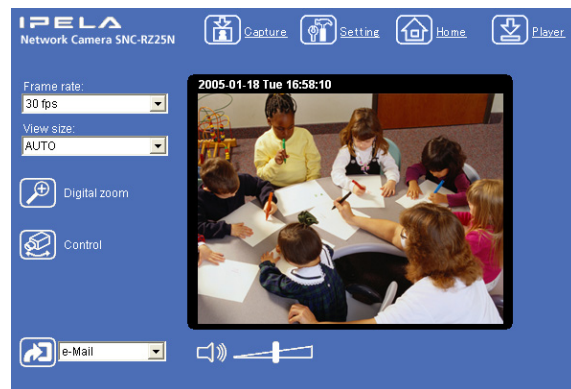 IPELA
Network Camera SNC-RZ25N
Capture
Setting
Home
Player
Frame rate:
30 fps
View size:
AUTO
Digital zoom
Control
e-Mail
2005-01-18 Tue 16:58:10